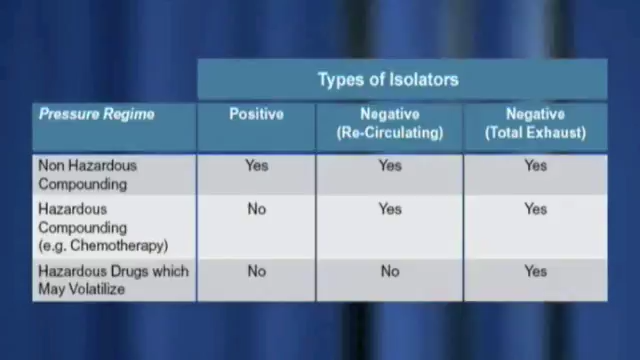 Types of Isolators
Pressure Regime Positive Negative (Re-Circulating) Negative (Total Exhaust)
Non Hazardous Compounding Yes Yes Yes
Hazardous Compounding (e.g. Chemotherapy) No Yes Yes
Hazardous Drugs which May Volatilize No No Yes